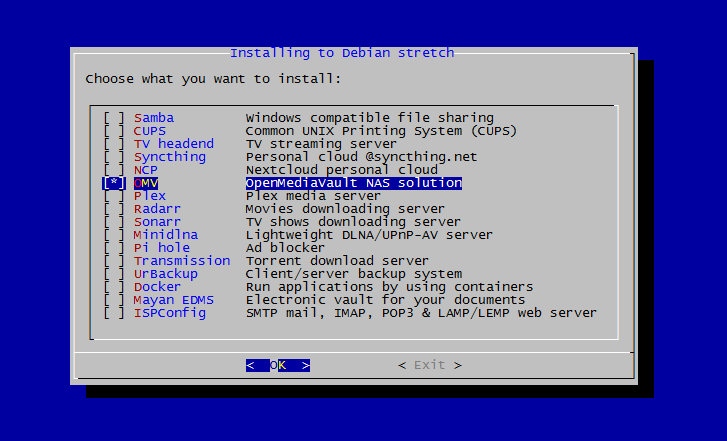 Installing to Debian stretch
Choose what you want to install:
[ ] Samba Windows compatible file sharing
[ ] CUPS Common UNIX Printing System (CUPS)
[ ] TV headend TV streaming server
[ ] Syncthing Personal cloud @syncthing.net
[ ] NCP Nextcloud personal cloud
[*] OMV OpenMediaVault NAS solution
[ ] Plex Plex media server
[ ] Radarr Movies downloading server
[ ] Sonarr TV shows downloading server
[ ] Minidlna Lightweight DLNA/UPnP-AV server
[ ] Pi hole Ad blocker
[ ] Transmission Torrent download server
[ ] UrBackup Client/server backup system
[ ] Docker Run applications by using containers
[ ] Mayan EDMS Electronic vault for your documents
[ ] ISPConfig SMTP mail, IMAP, POP3 & LAMP/LEMP web server
< OK > < Exit >